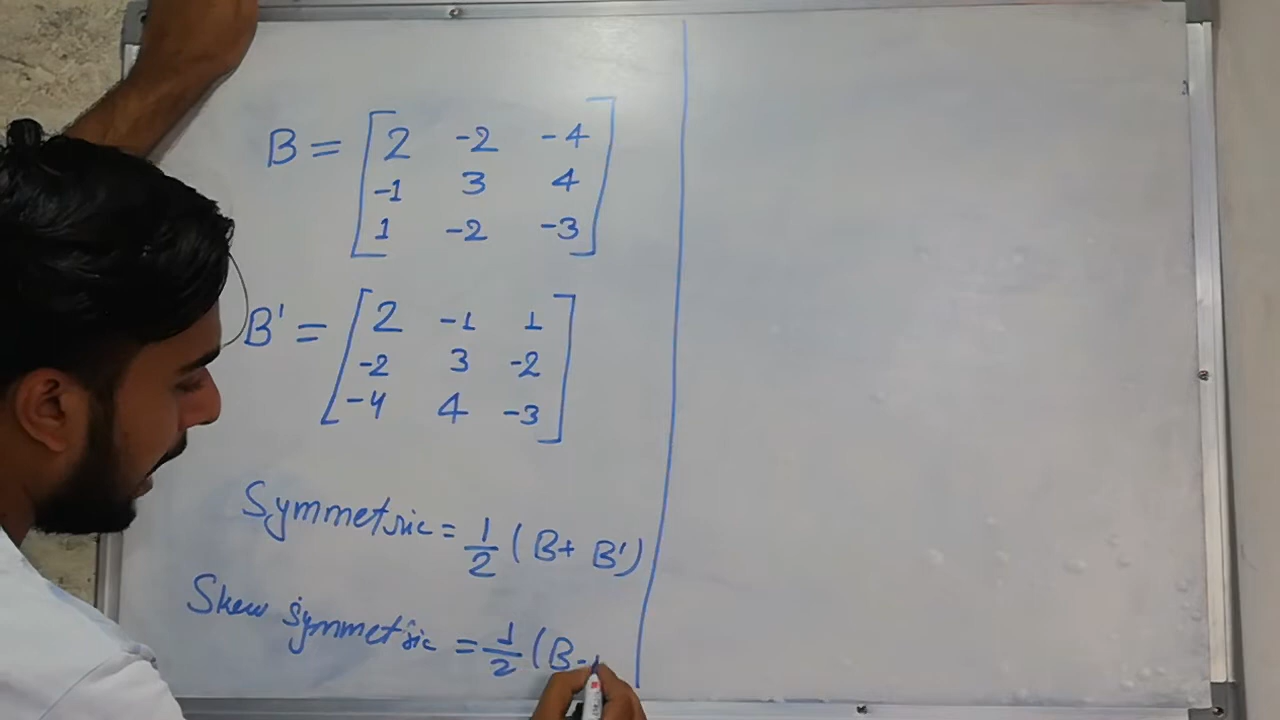 B = [ 2 -2 -4
-1 3 4
1 -2 -3 ]
B' = [ 2 -1 1
-2 3 -2
-4 4 -3 ]
Symmetric = 1/2 (B + B')
Skew symmetric = 1/2 (B -